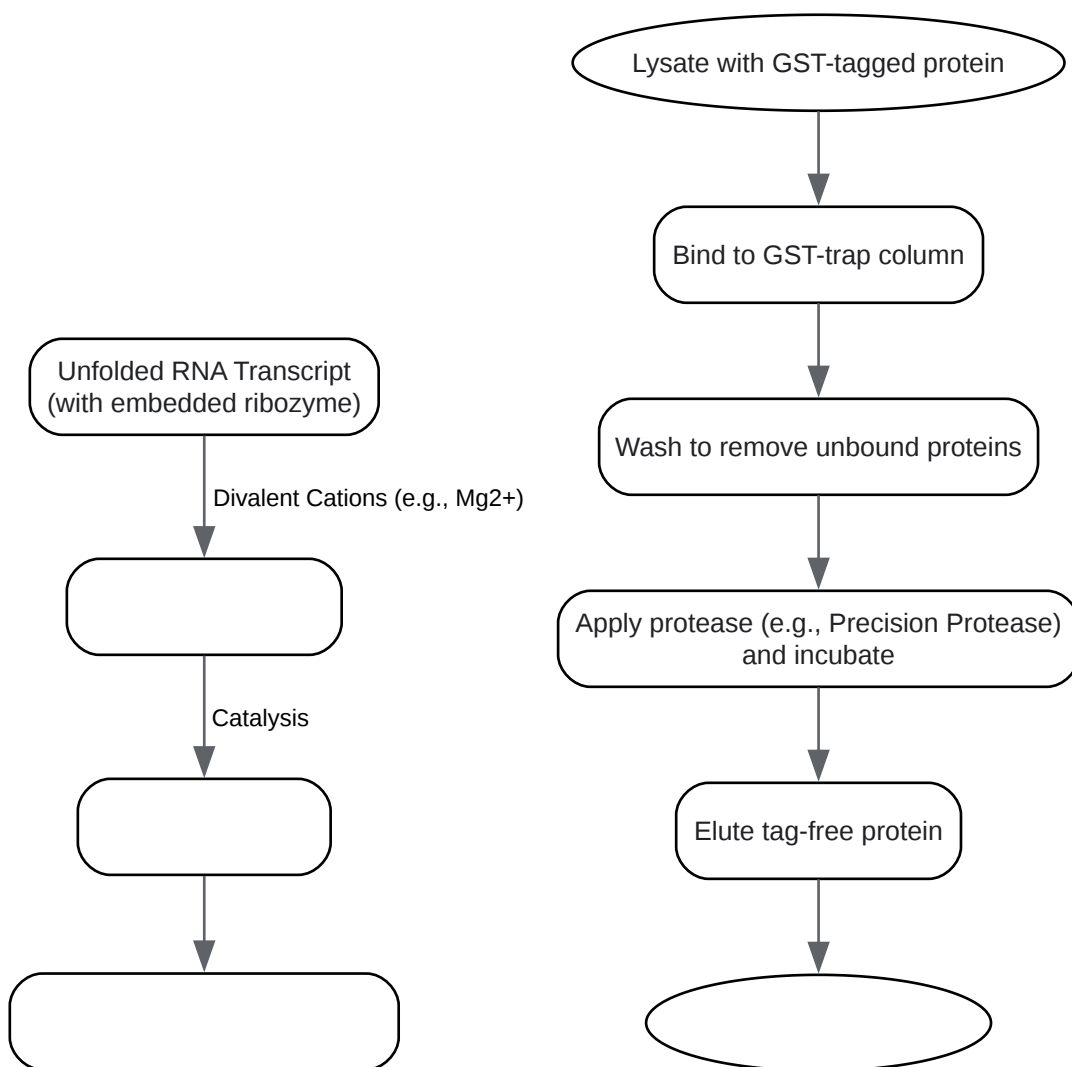 Unfolded RNA Transcript
(with embedded ribozyme)
Divalent Cations (e.g., Mg2+)
Catalysis
Lysate with GST-tagged protein
Bind to GST-trap column
Wash to remove unbound proteins
Apply protease (e.g., Precision Protease)
and incubate
Elute tag-free protein